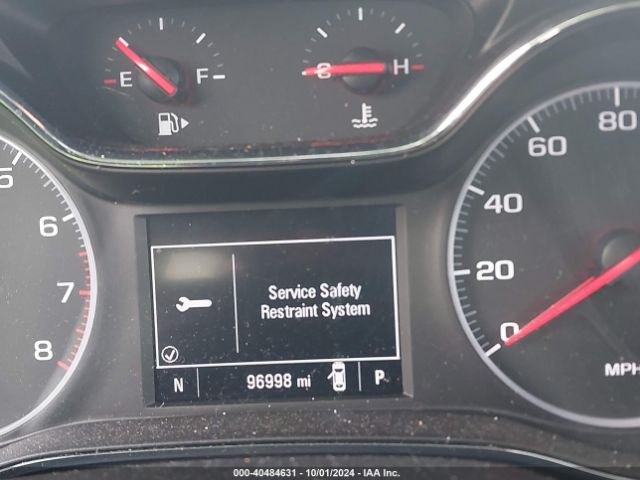 E F
C H
5
6
7
8
60
80
40
20
0
MPH
Service Safety
Restraint System
N 96998 mi P
000-40484631 - 10/01/2024 - IAA Inc.